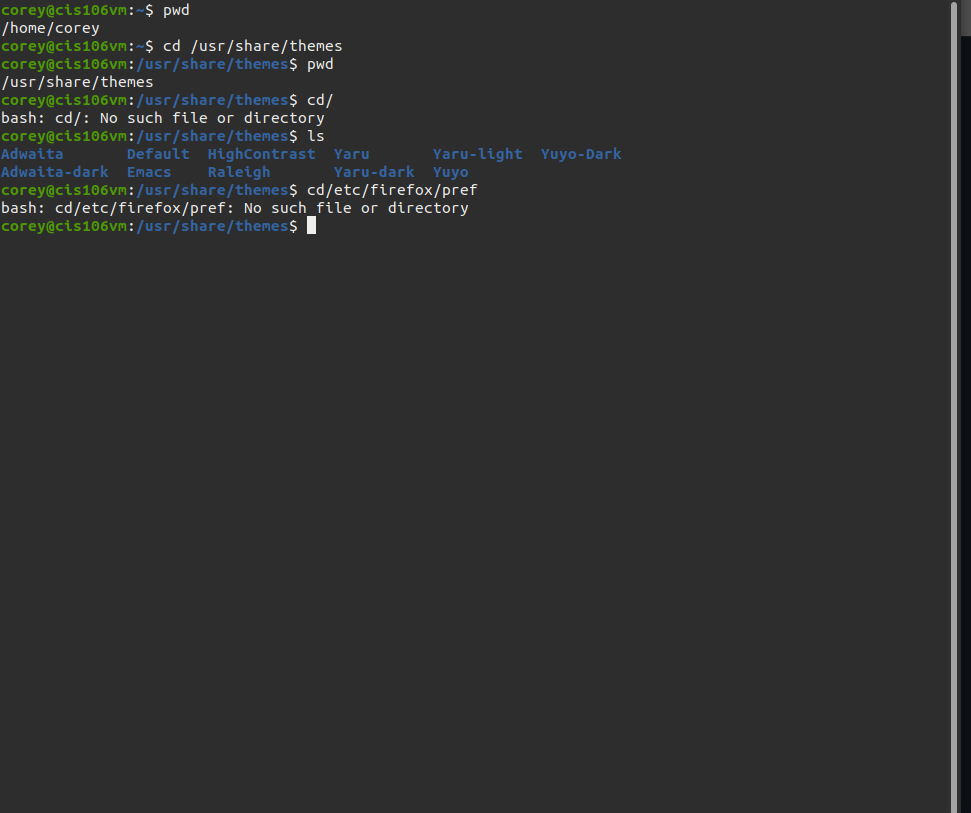 corey@cis106vm:~$ pwd
/home/corey
corey@cis106vm:~$ cd /usr/share/themes
corey@cis106vm:/usr/share/themes$ pwd
/usr/share/themes
corey@cis106vm:/usr/share/themes$ cd/
bash: cd/: No such file or directory
corey@cis106vm:/usr/share/themes$ ls
Adwaita       Default  HighContrast  Yaru       Yaru-light  Yuyo-Dark
Adwaita-dark  Emacs    Raleigh       Yaru-dark  Yuyo
corey@cis106vm:/usr/share/themes$ cd/etc/firefox/pref
bash: cd/etc/firefox/pref: No such file or directory
corey@cis106vm:/usr/share/themes$